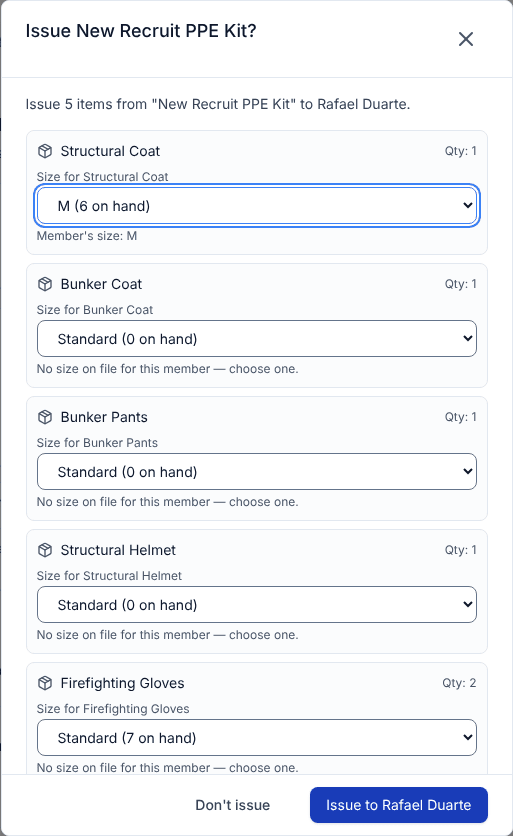 Issue New Recruit PPE Kit?
Issue 5 items from "New Recruit PPE Kit" to Rafael Duarte.
Structural Coat
Qty: 1
Size for Structural Coat
M (6 on hand)
Member's size: M
Bunker Coat
Qty: 1
Size for Bunker Coat
Standard (0 on hand)
No size on file for this member — choose one.
Bunker Pants
Qty: 1
Size for Bunker Pants
Standard (0 on hand)
No size on file for this member — choose one.
Structural Helmet
Qty: 1
Size for Structural Helmet
Standard (0 on hand)
No size on file for this member — choose one.
Firefighting Gloves
Qty: 2
Size for Firefighting Gloves
Standard (7 on hand)
No size on file for this member — choose one.
Don't issue
Issue to Rafael Duarte